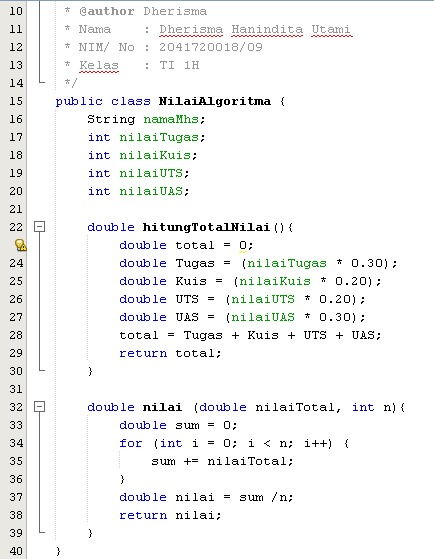 10 * @author Dherisma
11 * Nama : Dherisma Hanindita Utami
12 * NIM/ No : 2041720018/09
13 * Kelas : TI 1H
14 */
15 public class NilaiAlgoritma {
16 String namaMhs;
17 int nilaiTugas;
18 int nilaiKuis;
19 int nilaiUTS;
20 int nilaiUAS;
21
22 double hitungTotalNilai(){
double total = 0;
24 double Tugas = (nilaiTugas * 0.30);
25 double Kuis = (nilaiKuis * 0.20);
26 double UTS = (nilaiUTS * 0.20);
27 double UAS = (nilaiUAS * 0.30);
28 total = Tugas + Kuis + UTS + UAS;
29 return total;
30 }
31
32 double nilai (double nilaiTotal, int n){
33 double sum = 0;
34 for (int i = 0; i < n; i++) {
35 sum += nilaiTotal;
36 }
37 double nilai = sum /n;
38 return nilai;
39 }
40 }